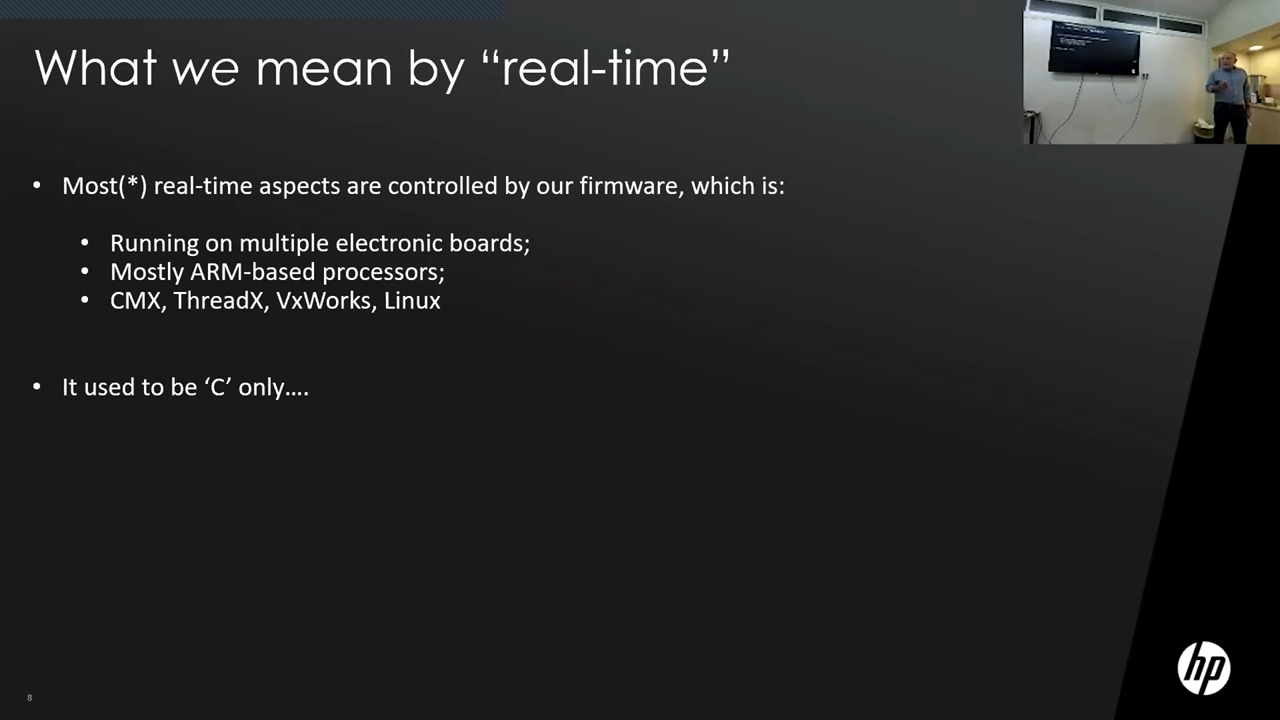 What we mean by “real-time”
• Most(*) real-time aspects are controlled by our firmware, which is:
• Running on multiple electronic boards;
• Mostly ARM-based processors;
• CMX, ThreadX, VxWorks, Linux
• It used to be ‘C’ only….
hp
8